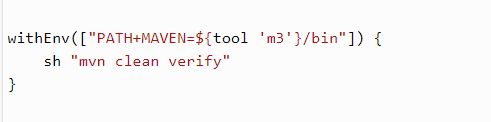 withEnv(["PATH+MAVEN=${tool 'm3'}/bin"]) {
    sh "mvn clean verify"
}